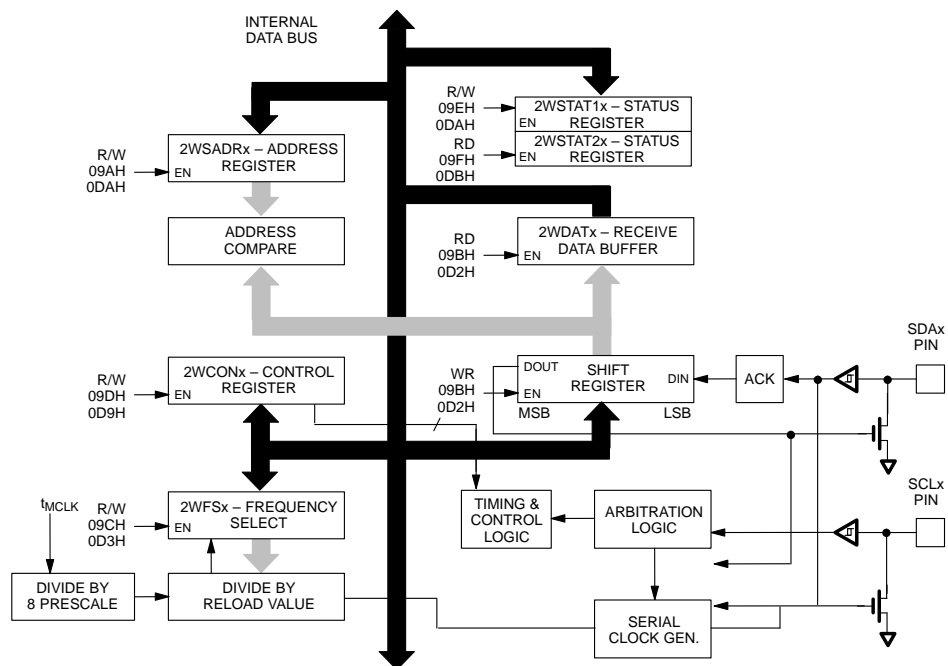 INTERNAL
DATA BUS
R/W
09EH
0DAH
EN
2WSTAT1x – STATUS
REGISTER
RD
09FH
0DBH
EN
2WSTAT2x – STATUS
REGISTER
R/W
09AH
0DAH
EN
2WSADRx – ADDRESS
REGISTER
ADDRESS
COMPARE
RD
09BH
0D2H
EN
2WDATx – RECEIVE
DATA BUFFER
SDAx
PIN
R/W
09DH
0D9H
EN
2WCONx – CONTROL
REGISTER
WR
09BH
0D2H
DOUT
EN
SHIFT
REGISTER
DIN
MSB
LSB
ACK
SCLx
PIN
tMCLK
R/W
09CH
0D3H
EN
2WFSx – FREQUENCY
SELECT
TIMING &
CONTROL
LOGIC
ARBITRATION
LOGIC
DIVIDE BY
8 PRESCALE
DIVIDE BY
RELOAD VALUE
SERIAL
CLOCK GEN.